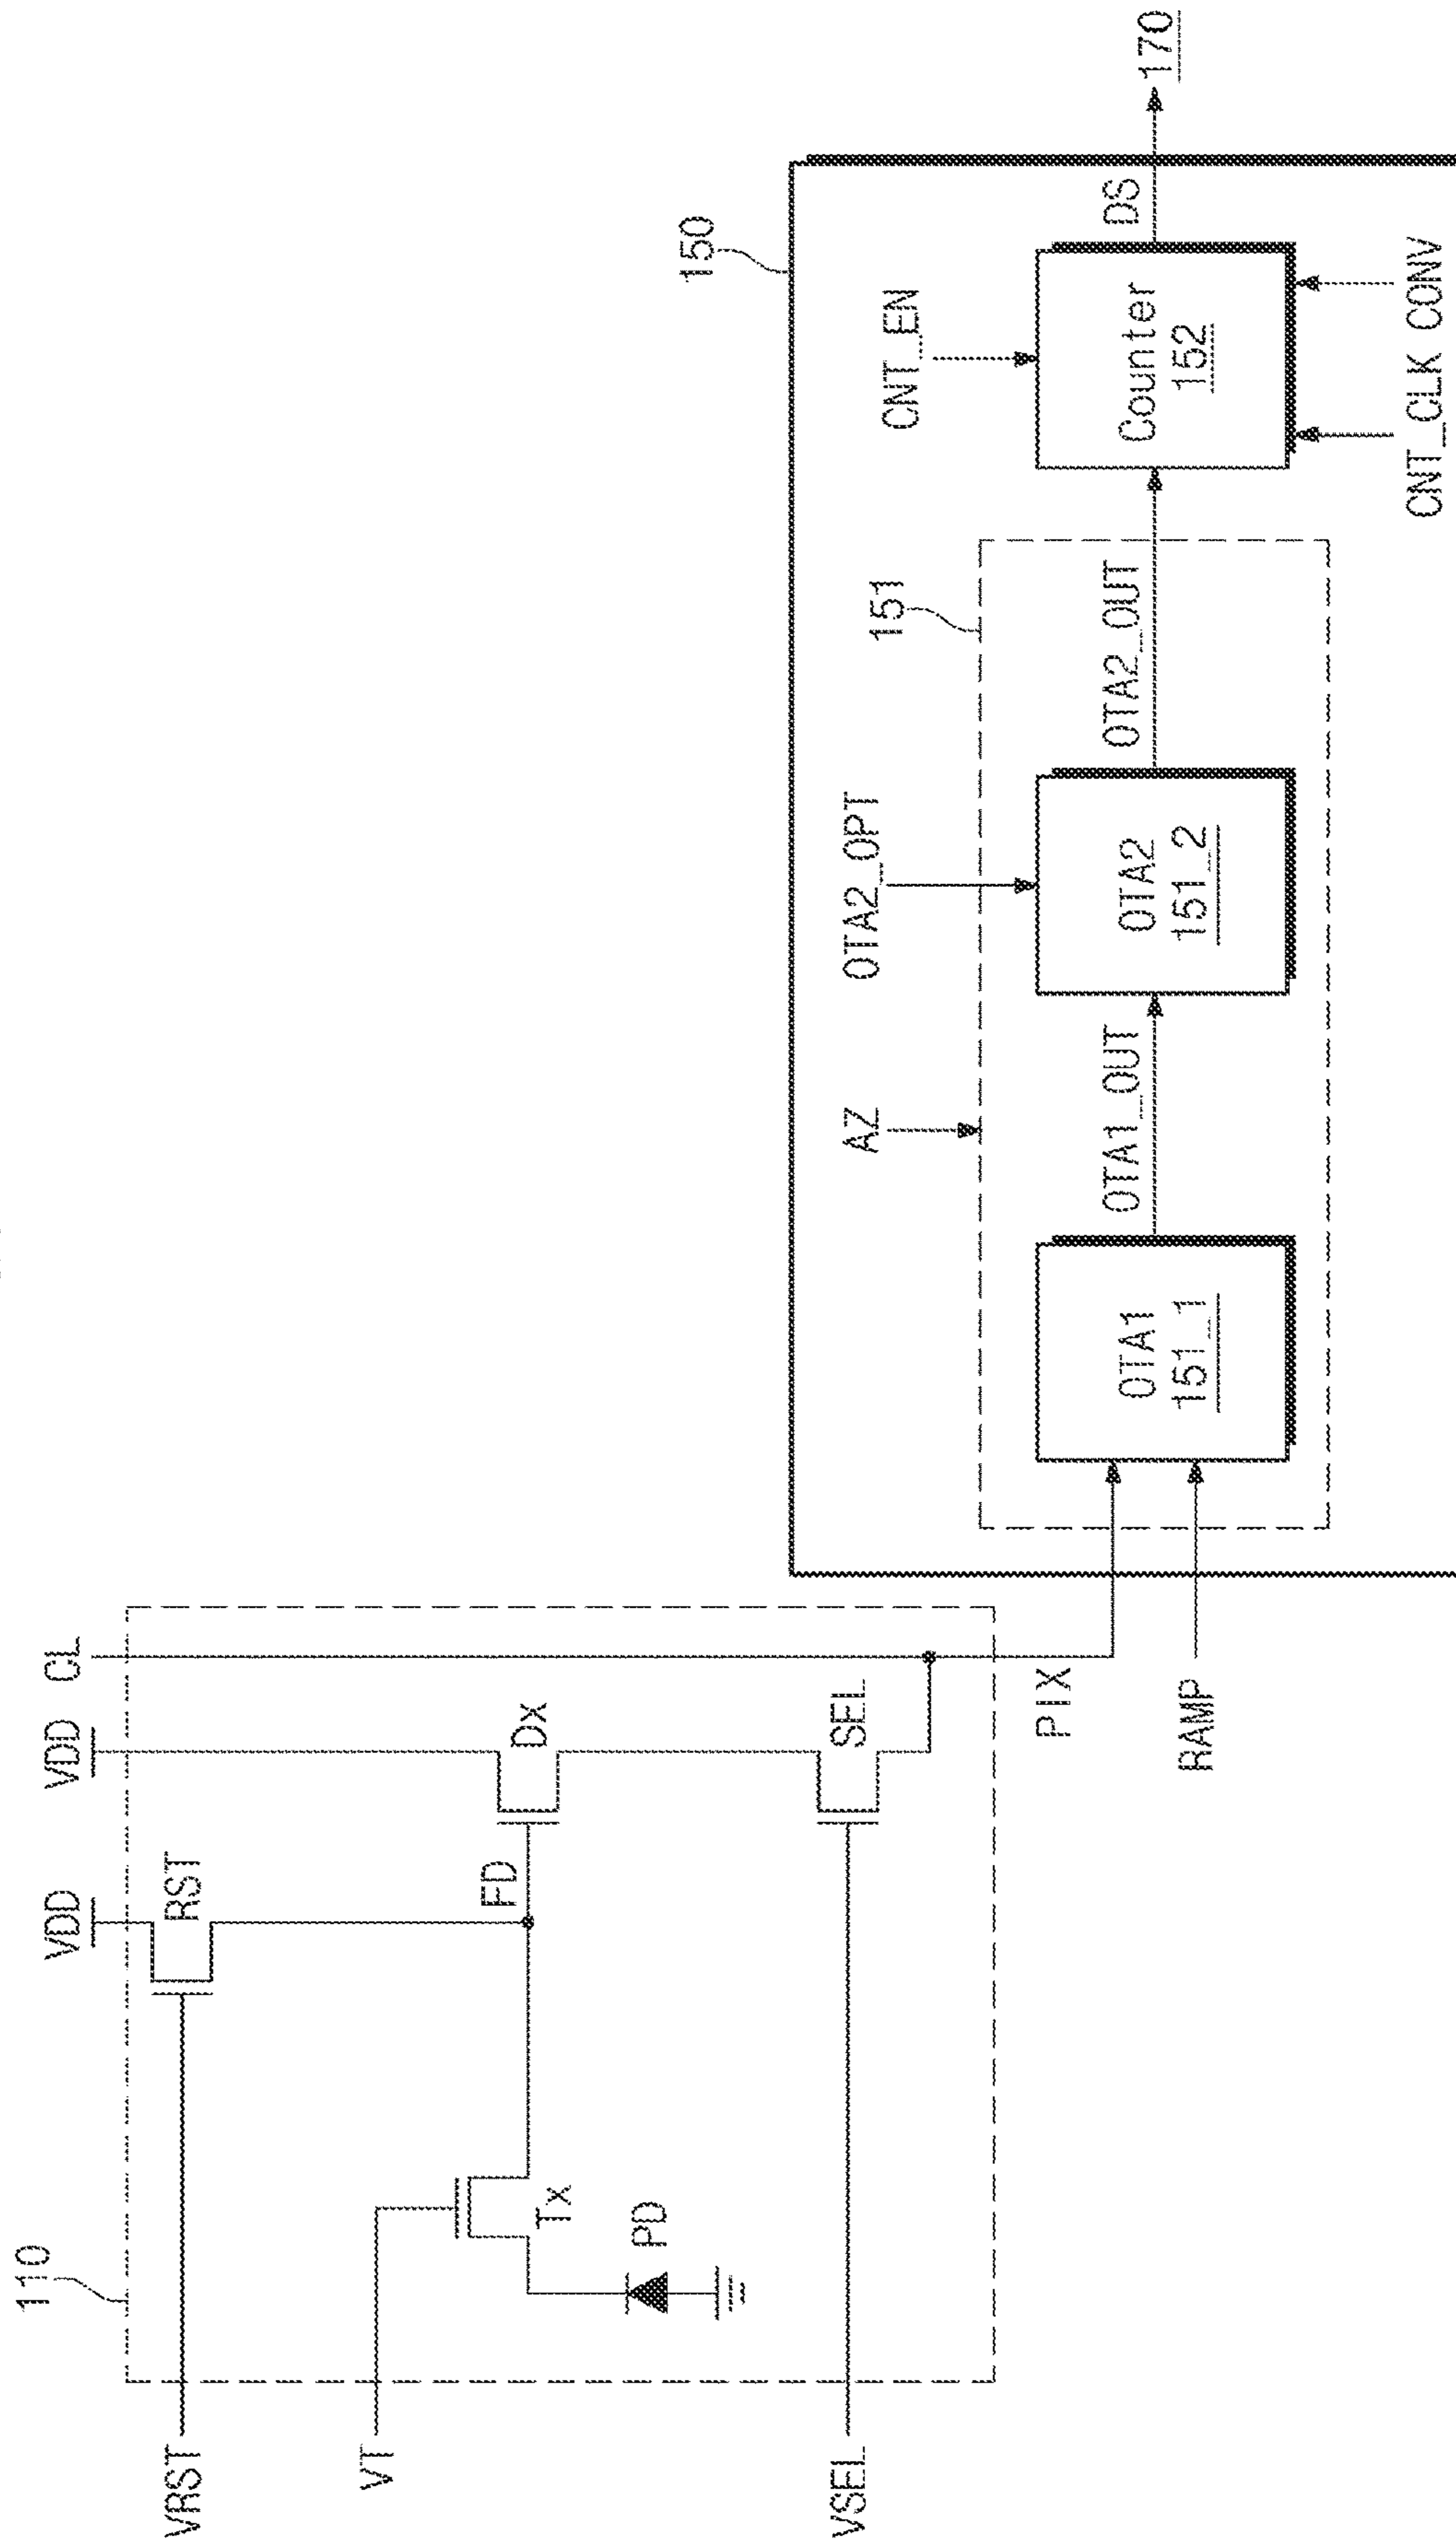 110
VDD
VDD
CL
RST
VRST
FD
Dx
VT
Tx
PD
SEL
VSEL
PIX
RAMP
150
151
AZ
OTA2_OPT
CNT_EN
OTA1
151_1
OTA1_OUT
OTA2
151_2
OTA2_OUT
Counter
152
DS
170
CNT_CLK
CONV